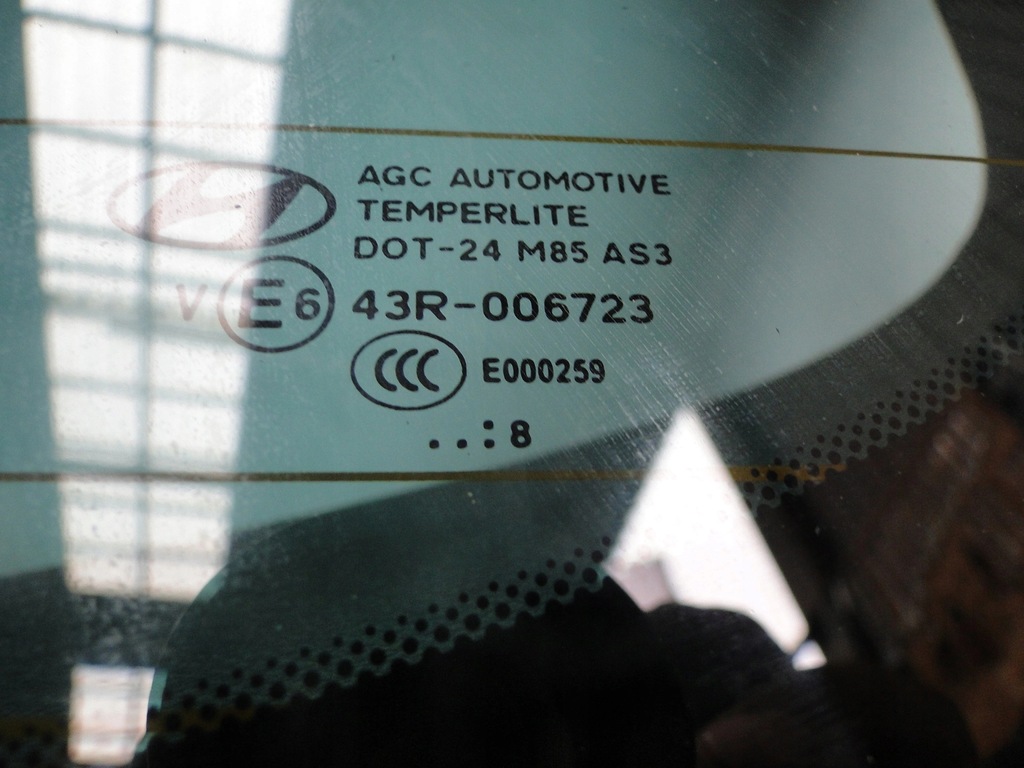 AGC AUTOMOTIVE
TEMPERLITE
DOT-24 M85 AS3
V E6 43R-006723
CCC E000259
..:8